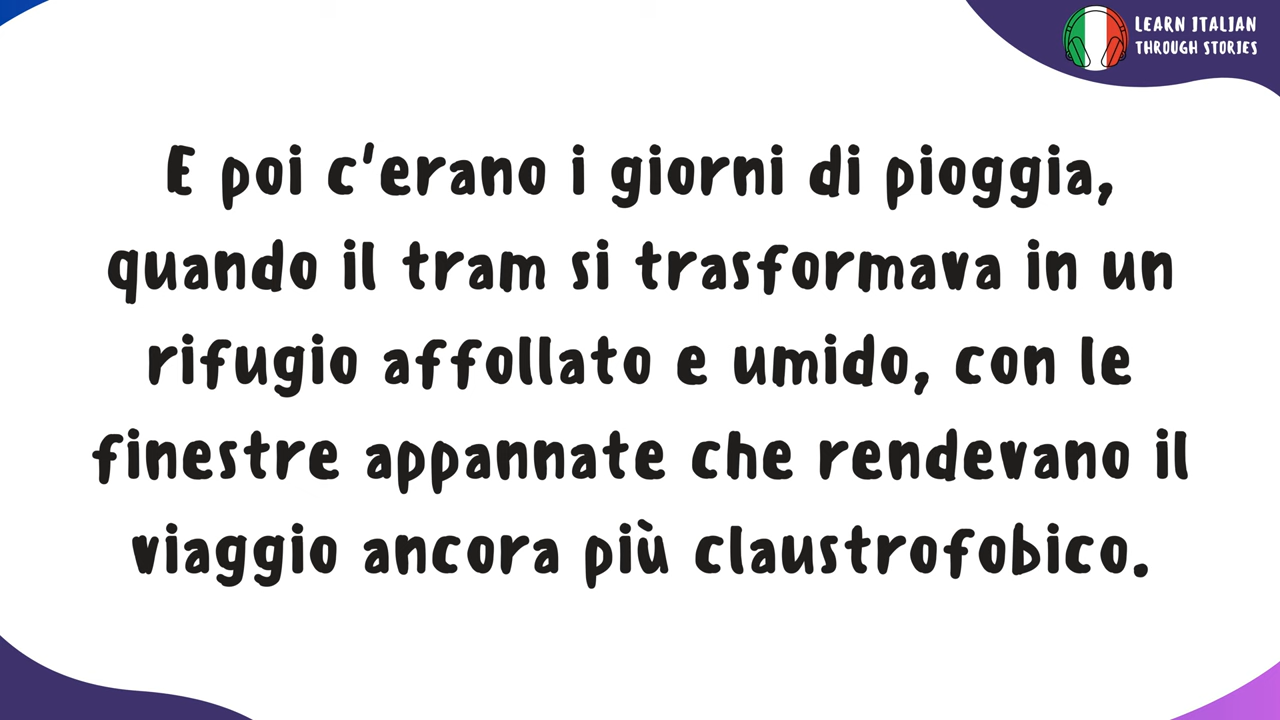 LEARN ITALIAN
THROUGH STORIES
E poi c'erano i giorni di pioggia,
quando il tram si trasformava in un
rifugio affollato e umido, con le
finestre appannate che rendevano il
viaggio ancora più claustrofobico.